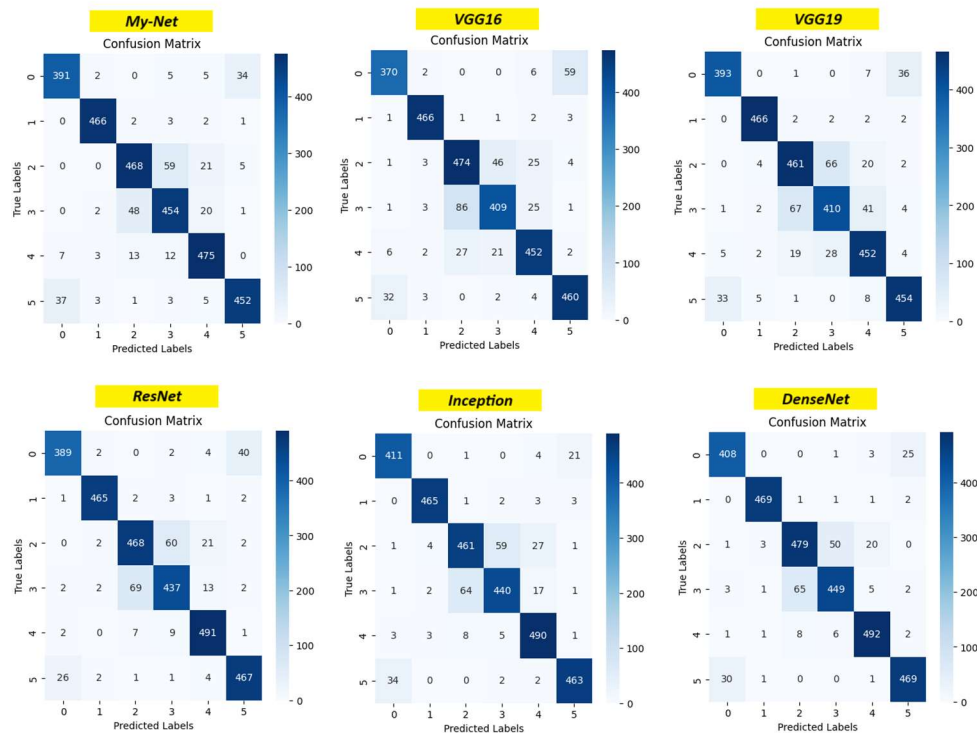 My-Net
Confusion Matrix
True Labels
0 391 2 0 5 5 34
1 0 466 2 3 2 1
2 0 0 468 59 21 5
3 0 2 48 454 20 1
4 7 3 13 12 475 0
5 37 3 1 3 5 452
0 1 2 3 4 5
Predicted Labels
400
300
200
100
0
VGG16
Confusion Matrix
0 370 2 0 0 6 59
1 1 466 1 1 2 3
2 1 3 474 46 25 4
3 1 3 86 409 25 1
4 6 2 27 21 452 2
5 32 3 0 2 4 460
0 1 2 3 4 5
Predicted Labels
400
300
200
100
0
VGG19
Confusion Matrix
True Labels
0 393 0 1 0 7 36
1 0 466 2 2 2 2
2 0 4 461 66 20 2
3 1 2 67 410 41 4
4 5 2 19 28 452 4
5 33 5 1 0 8 454
0 1 2 3 4 5
Predicted Labels
400
300
200
100
0
ResNet
Confusion Matrix
True Labels
0 389 2 0 2 4 40
1 1 465 2 3 1 2
2 0 2 468 60 21 2
3 2 2 69 437 13 2
4 2 0 7 9 491 1
5 26 2 1 1 4 467
0 1 2 3 4 5
Predicted Labels
400
300
200
100
0
Inception
Confusion Matrix
True Labels
0 411 0 1 0 4 21
1 0 465 1 2 3 3
2 1 4 461 59 27 1
3 1 2 64 440 17 1
4 3 3 8 5 490 1
5 34 0 0 2 2 463
0 1 2 3 4 5
Predicted Labels
400
300
200
100
0
DenseNet
Confusion Matrix
True Labels
0 408 0 0 1 3 25
1 0 469 1 1 1 2
2 1 3 479 50 20 0
3 3 1 65 449 5 2
4 1 1 8 6 492 2
5 30 1 0 0 1 469
0 1 2 3 4 5
Predicted Labels
400
300
200
100
0